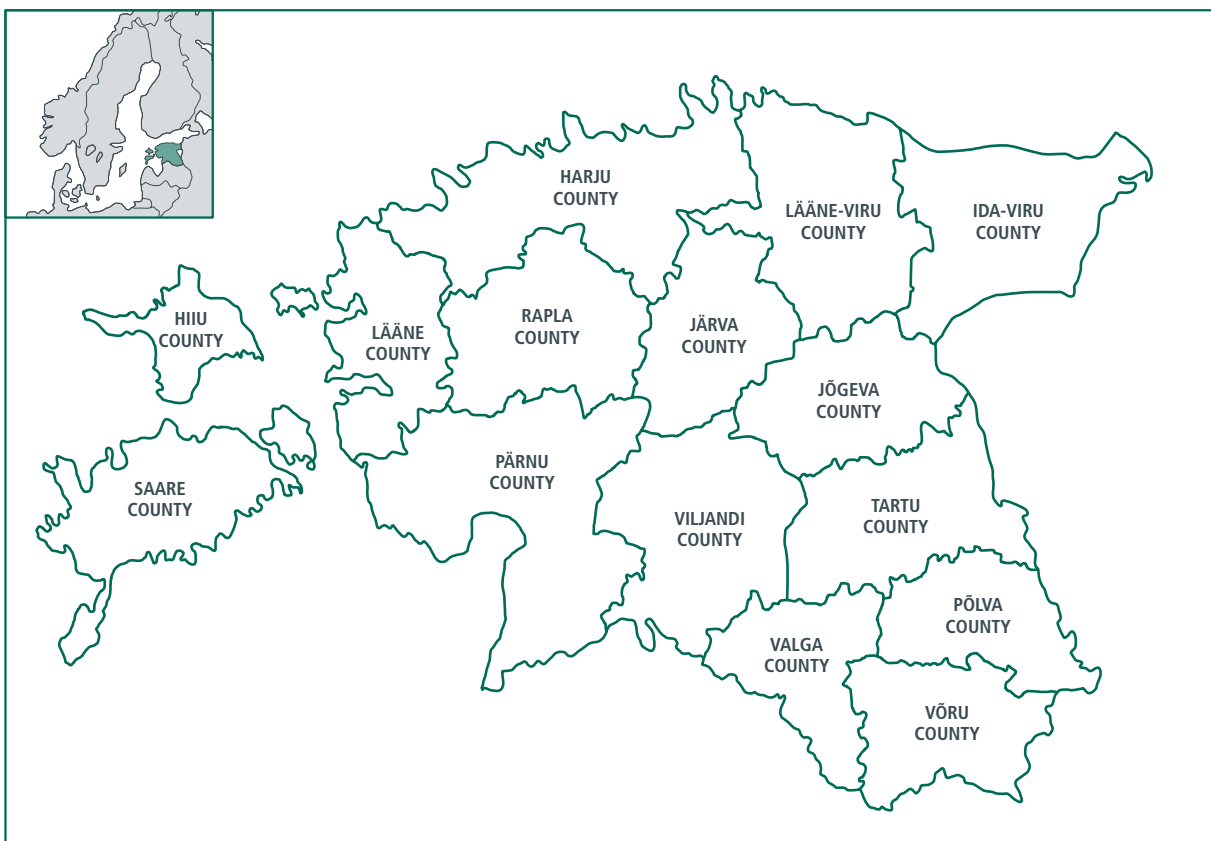 HARJU
COUNTY
LÄÄNE-VIRU
COUNTY
IDA-VIRU
COUNTY
HIIU
COUNTY
LÄÄNE
COUNTY
RAPLA
COUNTY
JÄRVA
COUNTY
JÕGEVA
COUNTY
SAARE
COUNTY
PÄRNU
COUNTY
VILJANDI
COUNTY
TARTU
COUNTY
PÕLVA
COUNTY
VALGA
COUNTY
VÕRU
COUNTY